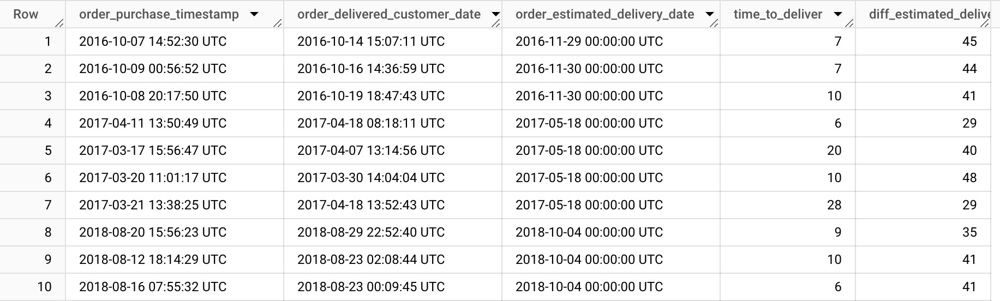 Row order_purchase_timestamp order_delivered_customer_date order_estimated_delivery_date time_to_deliver diff_estimated_delive
1 2016-10-07 14:52:30 UTC 2016-10-14 15:07:11 UTC 2016-11-29 00:00:00 UTC 7 45
2 2016-10-09 00:56:52 UTC 2016-10-16 14:36:59 UTC 2016-11-30 00:00:00 UTC 7 44
3 2016-10-08 20:17:50 UTC 2016-10-19 18:47:43 UTC 2016-11-30 00:00:00 UTC 10 41
4 2017-04-11 13:50:49 UTC 2017-04-18 08:18:11 UTC 2017-05-18 00:00:00 UTC 6 29
5 2017-03-17 15:56:47 UTC 2017-04-07 13:14:56 UTC 2017-05-18 00:00:00 UTC 20 40
6 2017-03-20 11:01:17 UTC 2017-03-30 14:04:04 UTC 2017-05-18 00:00:00 UTC 10 48
7 2017-03-21 13:38:25 UTC 2017-04-18 13:52:43 UTC 2017-05-18 00:00:00 UTC 28 29
8 2018-08-20 15:56:23 UTC 2018-08-29 22:52:40 UTC 2018-10-04 00:00:00 UTC 9 35
9 2018-08-12 18:14:29 UTC 2018-08-23 02:08:44 UTC 2018-10-04 00:00:00 UTC 10 41
10 2018-08-16 07:55:32 UTC 2018-08-23 00:09:45 UTC 2018-10-04 00:00:00 UTC 6 41